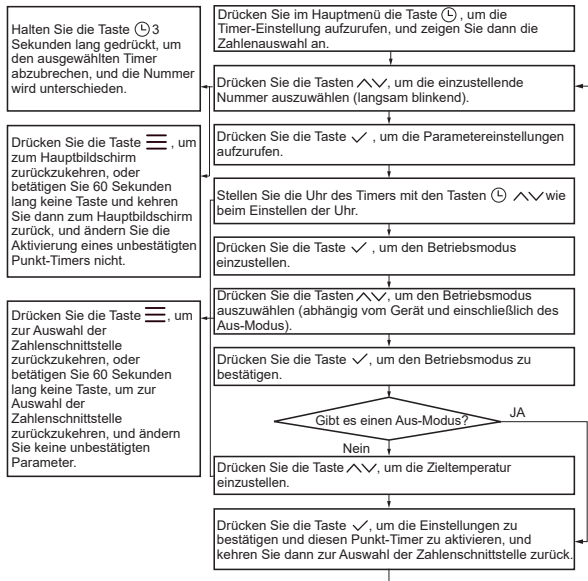 Halten Sie die Taste 3
Sekunden lang gedrückt, um
den ausgewählten Timer
abzubrechen, und die Nummer
wird unterschieden.
Drücken Sie die Taste , um
zum Hauptbildschirm
zurückzukehren, oder
betätigen Sie 60 Sekunden
lang keine Taste und kehren
Sie dann zum Hauptbildschirm
zurück, und ändern Sie die
Aktivierung eines unbestätigten
Punkt-Timers nicht.
Drücken Sie die Taste , um
zur Auswahl der
Zahlenschnittstelle
zurückzukehren, oder
betätigen Sie 60 Sekunden
lang keine Taste, um zur
Auswahl der
Zahlenschnittstelle
zurückzukehren, und ändern
Sie keine unbestätigten
Parameter.
Drücken Sie im Hauptmenü die Taste , um die
Timer-Einstellung aufzurufen, und zeigen Sie dann die
Zahlenauswahl an.
Drücken Sie die Tasten , um die einzustellende
Nummer auszuwählen (langsam blinkend).
Drücken Sie die Taste , um die Parametereinstellungen
aufzurufen.
Stellen Sie die Uhr des Timers mit den Tasten wie
beim Einstellen der Uhr.
Drücken Sie die Taste , um den Betriebsmodus
einzustellen.
Drücken Sie die Tasten , um den Betriebsmodus
auszuwählen (abhängig vom Gerät und einschließlich des
Aus-Modus).
Drücken Sie die Taste , um den Betriebsmodus zu
bestätigen.
Gibt es einen Aus-Modus?
JA
Nein
Drücken Sie die Taste , um die Zieltemperatur
einzustellen.
Drücken Sie die Taste , um die Einstellungen zu
bestätigen und diesen Punkt-Timer zu aktivieren, und
kehren Sie dann zur Auswahl der Zahlenschnittstelle zurück.